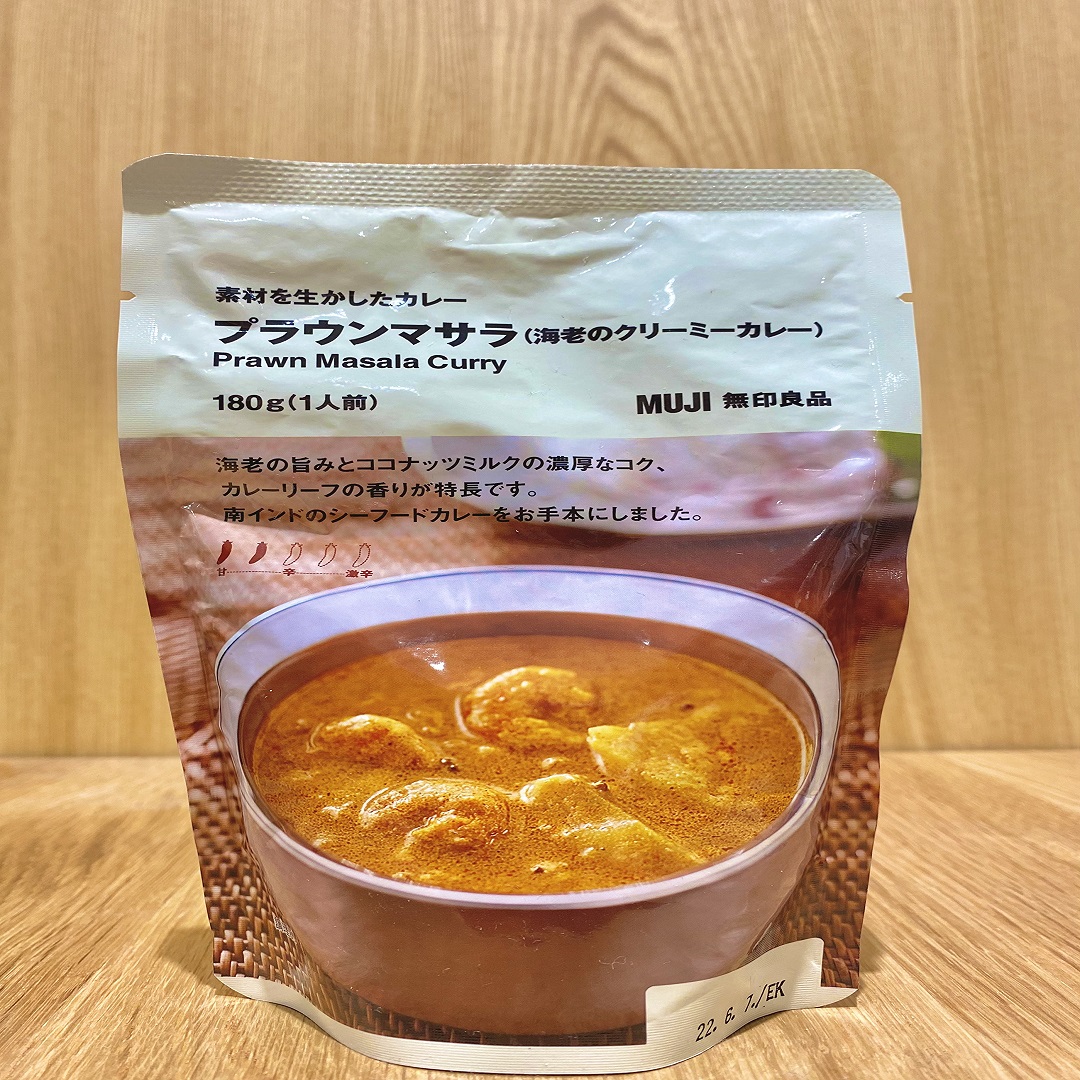 素材を生かしたカレー
プラウンマサラ(海老のクリーミーカレー)
Prawn Masala Curry
180g(1人前)
MUJI 無印良品
海老の旨みとココナッツミルクの濃厚なコク、
カレーリーフの香りが特長です。
南インドのシーフードカレーをお手本にしました。
甘 辛 激辛
22. 6. 7./EK